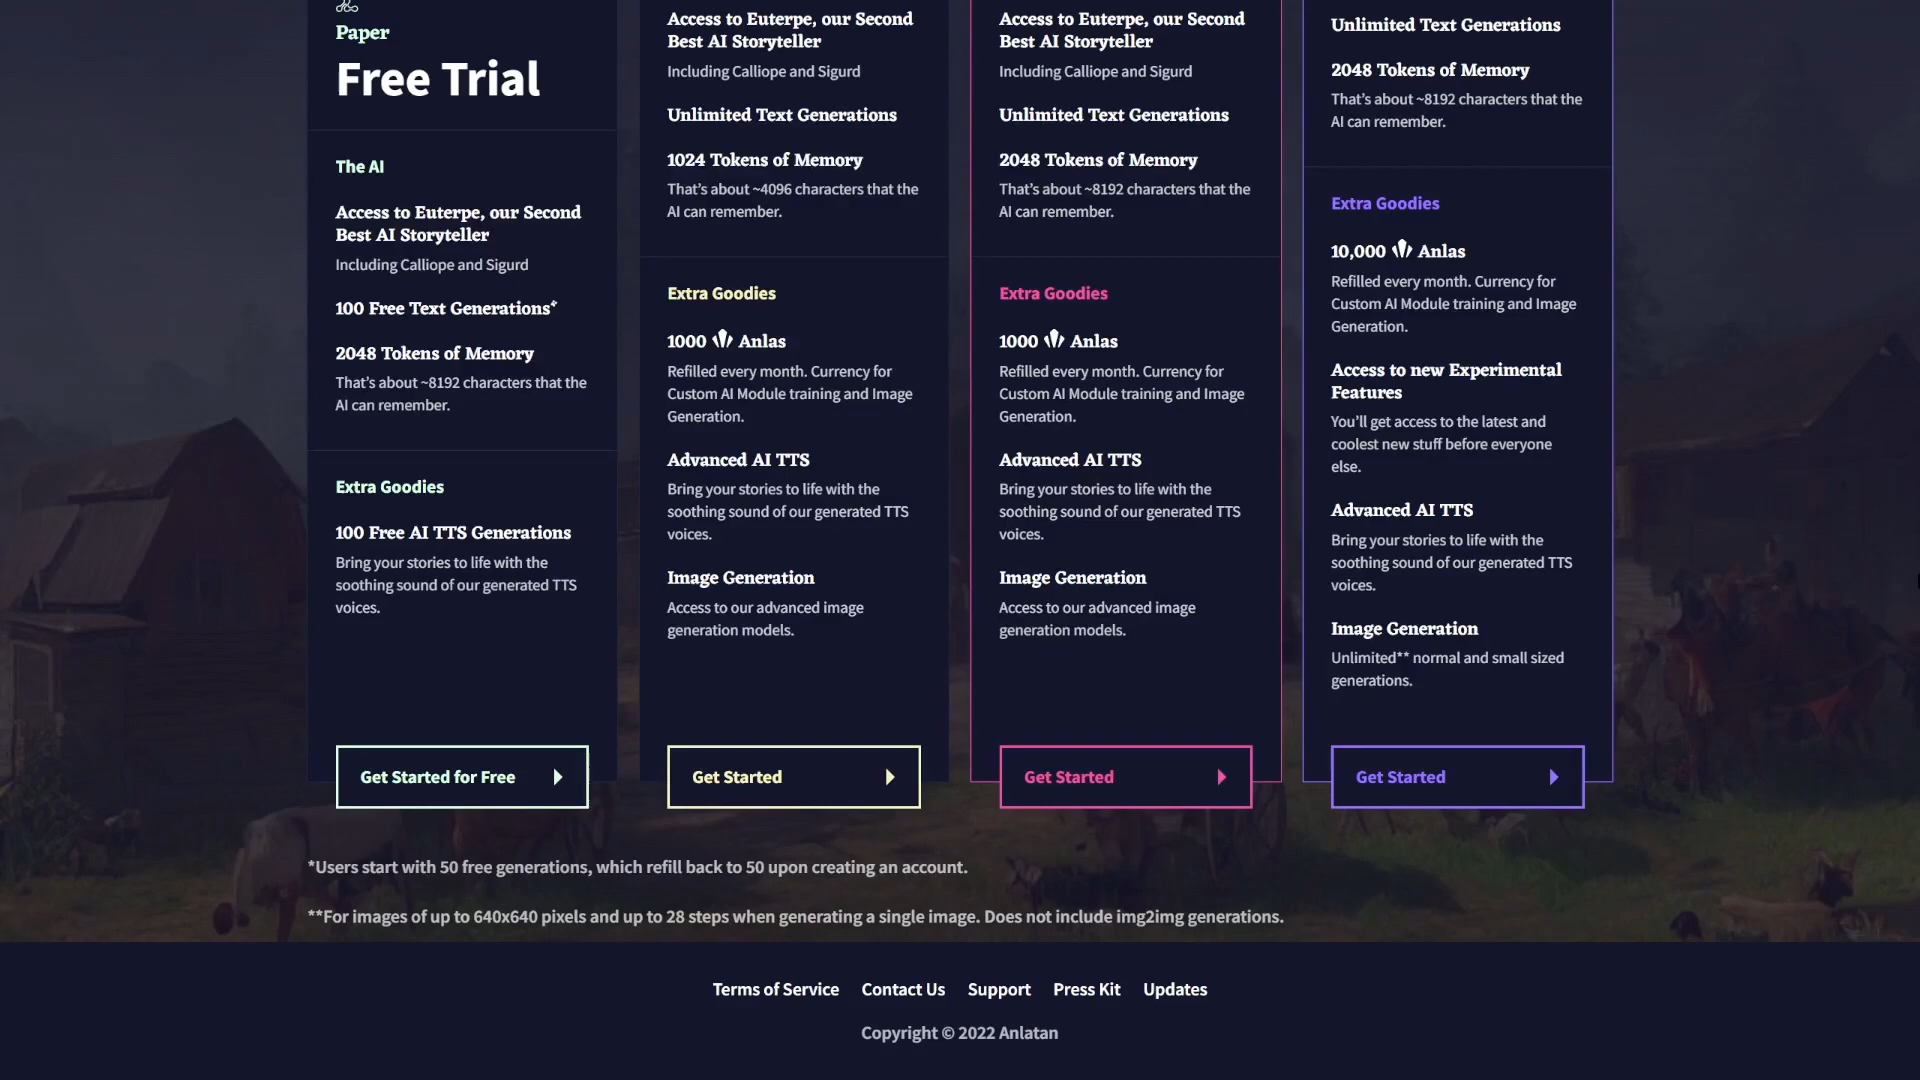 Paper
Free Trial
The AI
Access to Euterpe, our Second
Best AI Storyteller
Including Calliope and Sigurd
100 Free Text Generations*
2048 Tokens of Memory
That’s about ~8192 characters that the
AI can remember.
Extra Goodies
100 Free AI TTS Generations
Bring your stories to life with the
soothing sound of our generated TTS
voices.
Get Started for Free
Access to Euterpe, our Second
Best AI Storyteller
Including Calliope and Sigurd
Unlimited Text Generations
1024 Tokens of Memory
That’s about ~4096 characters that the
AI can remember.
Extra Goodies
1000 Anlas
Refilled every month. Currency for
Custom AI Module training and Image
Generation.
Advanced AI TTS
Bring your stories to life with the
soothing sound of our generated TTS
voices.
Image Generation
Access to our advanced image
generation models.
Get Started
Access to Euterpe, our Second
Best AI Storyteller
Including Calliope and Sigurd
Unlimited Text Generations
2048 Tokens of Memory
That’s about ~8192 characters that the
AI can remember.
Extra Goodies
1000 Anlas
Refilled every month. Currency for
Custom AI Module training and Image
Generation.
Advanced AI TTS
Bring your stories to life with the
soothing sound of our generated TTS
voices.
Image Generation
Access to our advanced image
generation models.
Get Started
Unlimited Text Generations
2048 Tokens of Memory
That’s about ~8192 characters that the
AI can remember.
Extra Goodies
10,000 Anlas
Refilled every month. Currency for
Custom AI Module training and Image
Generation.
Access to new Experimental
Features
You’ll get access to the latest and
coolest new stuff before everyone
else.
Advanced AI TTS
Bring your stories to life with the
soothing sound of our generated TTS
voices.
Image Generation
Unlimited** normal and small sized
generations.
Get Started
*Users start with 50 free generations, which refill back to 50 upon creating an account.
**For images of up to 640x640 pixels and up to 28 steps when generating a single image. Does not include img2img generations.
Terms of Service Contact Us Support Press Kit Updates
Copyright © 2022 Anlatan